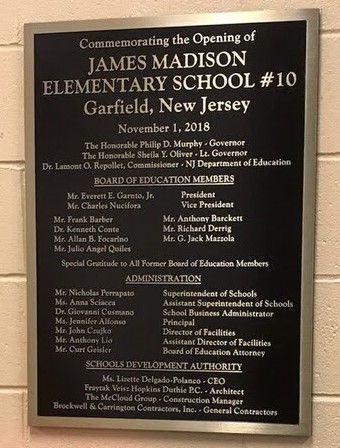 Commemorating the Opening of
JAMES MADISON
ELEMENTARY SCHOOL #10
Garfield, New Jersey
November 1, 2018
The Honorable Philip D. Murphy - Governor
The Honorable Sheila Y. Oliver - Lt. Governor
Dr. Lamont O. Repollet, Commissioner - NJ Department of Education
BOARD OF EDUCATION MEMBERS
Mr. Everett E. Garnto, Jr. President
Mr. Charles Nucifora Vice President
Mr. Frank Barber Mr. Anthony Barckett
Dr. Kenneth Conte Mr. Richard Derrig
Mr. Allan B. Focarino Mr. G. Jack Mazzola
Mr. Julio Angel Quiles
Special Gratitude to All Former Board of Education Members
ADMINISTRATION
Mr. Nicholas Perrapato Superintendent of Schools
Ms. Anna Sciacca Assistant Superintendent of Schools
Dr. Giovanni Cusmano School Business Administrator
Ms. Jennifer Alfonso Principal
Mr. John Czujko Director of Facilities
Mr. Anthony Lio Assistant Director of Facilities
Mr. Curt Geisler Board of Education Attorney
SCHOOLS DEVELOPMENT AUTHORITY
Ms. Lizette Delgado-Polanco - CEO
Fraytak Veisz Hopkins Duthie P.C. - Architect
The McCloud Group - Construction Manager
Brockwell & Carrington Contractors, Inc. - General Contractors